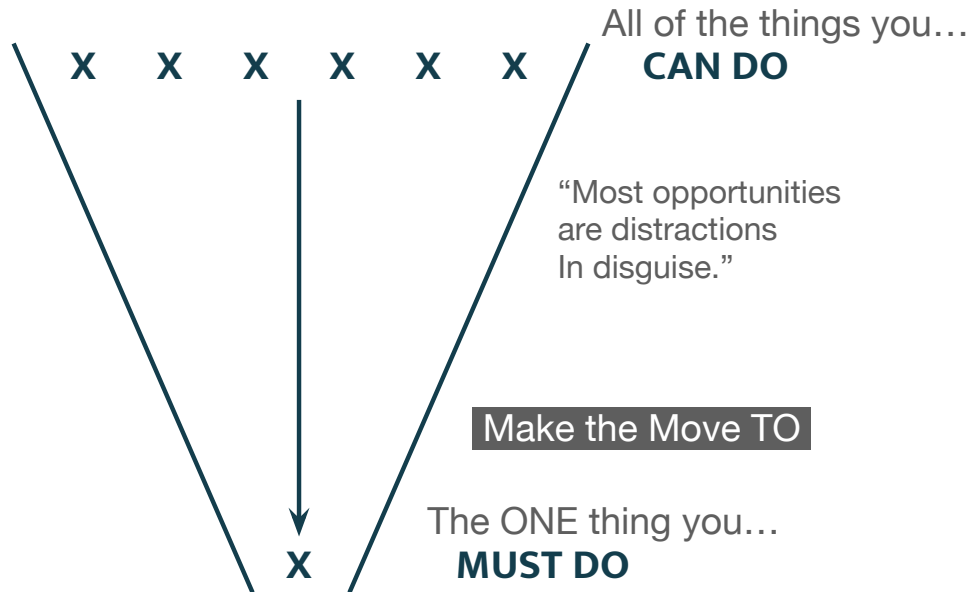 All of the things you…
X X X X X X CAN DO
“Most opportunities
are distractions
In disguise.”
Make the Move TO
The ONE thing you…
X MUST DO